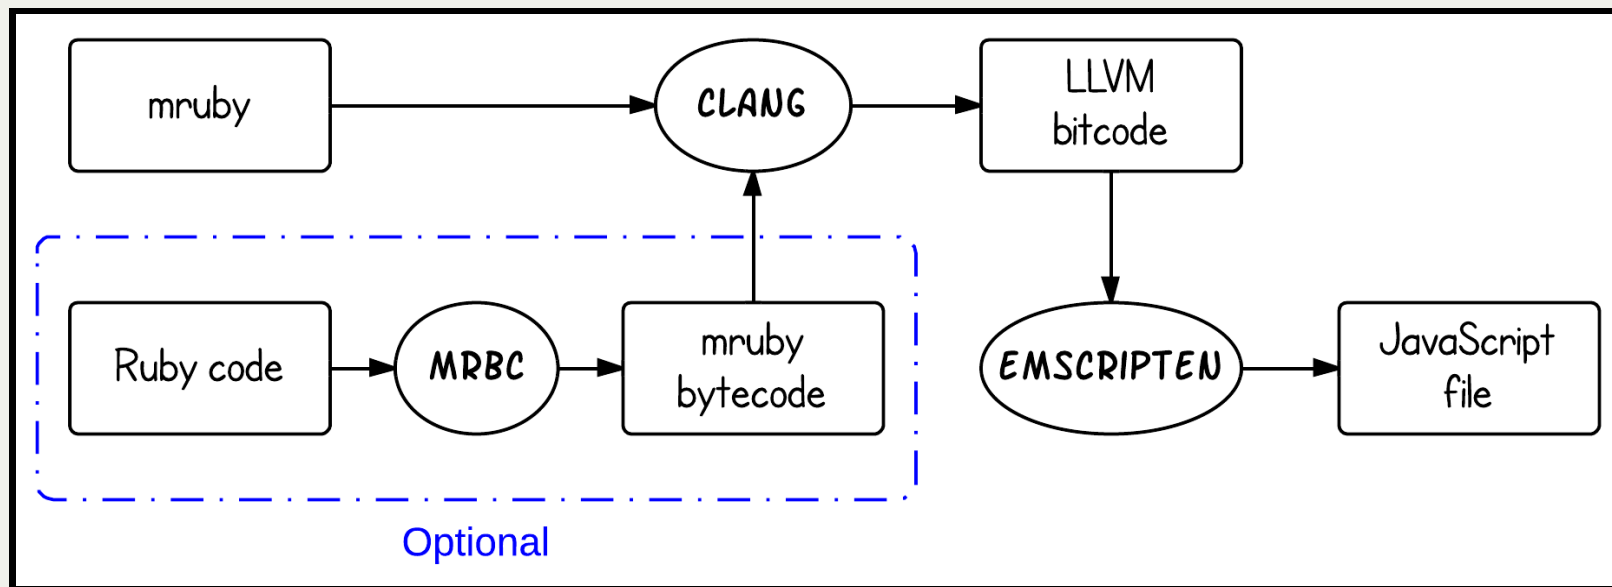 mruby
CLANG
LLVM
bitcode
Ruby code
MRBC
mruby
bytecode
EMSCRIPTEN
JavaScript
file
Optional